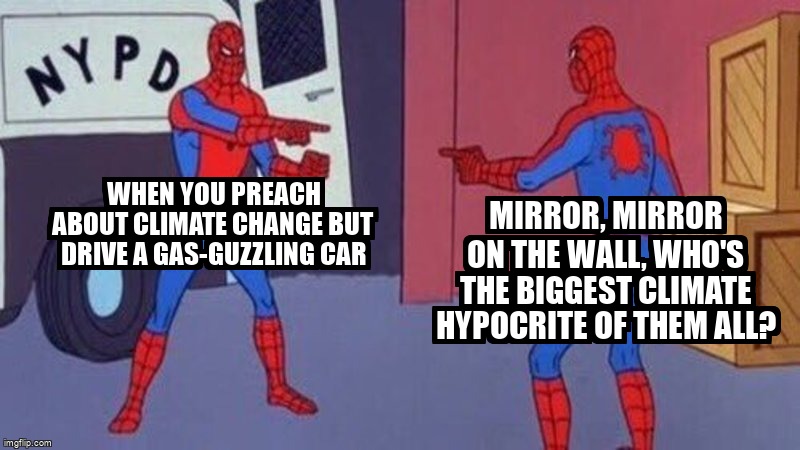 NYPD
WHEN YOU PREACH
ABOUT CLIMATE CHANGE BUT
DRIVE A GAS-GUZZLING CAR
MIRROR, MIRROR
ON THE WALL, WHO'S
THE BIGGEST CLIMATE
HYPOCRITE OF THEM ALL?
imgflip.com